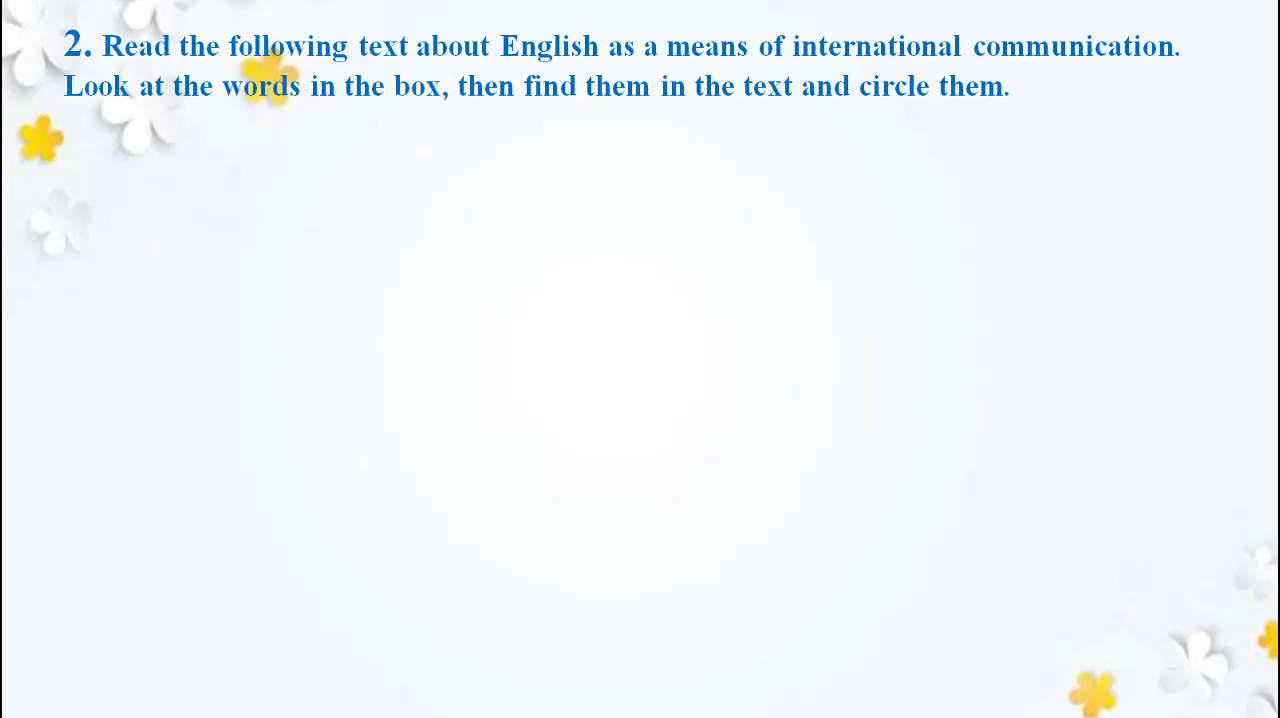 2. Read the following text about English as a means of international communication.
Look at the words in the box, then find them in the text and circle them.